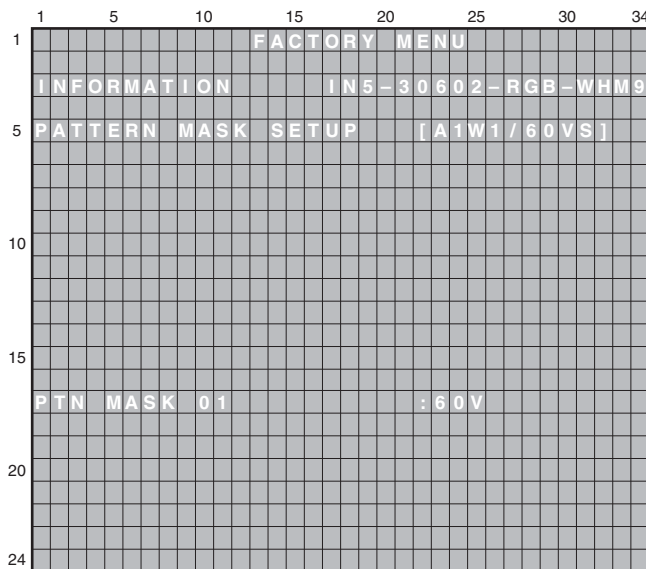 1 5 10 15 20 25 30 34
1 FACTORY MENU
INFORMATION IN5–30602–RGB–WHM9
5 PATTERN MASK SETUP [A1W1/60VS]
10
15
PTN MASK 01 :60V
20
24